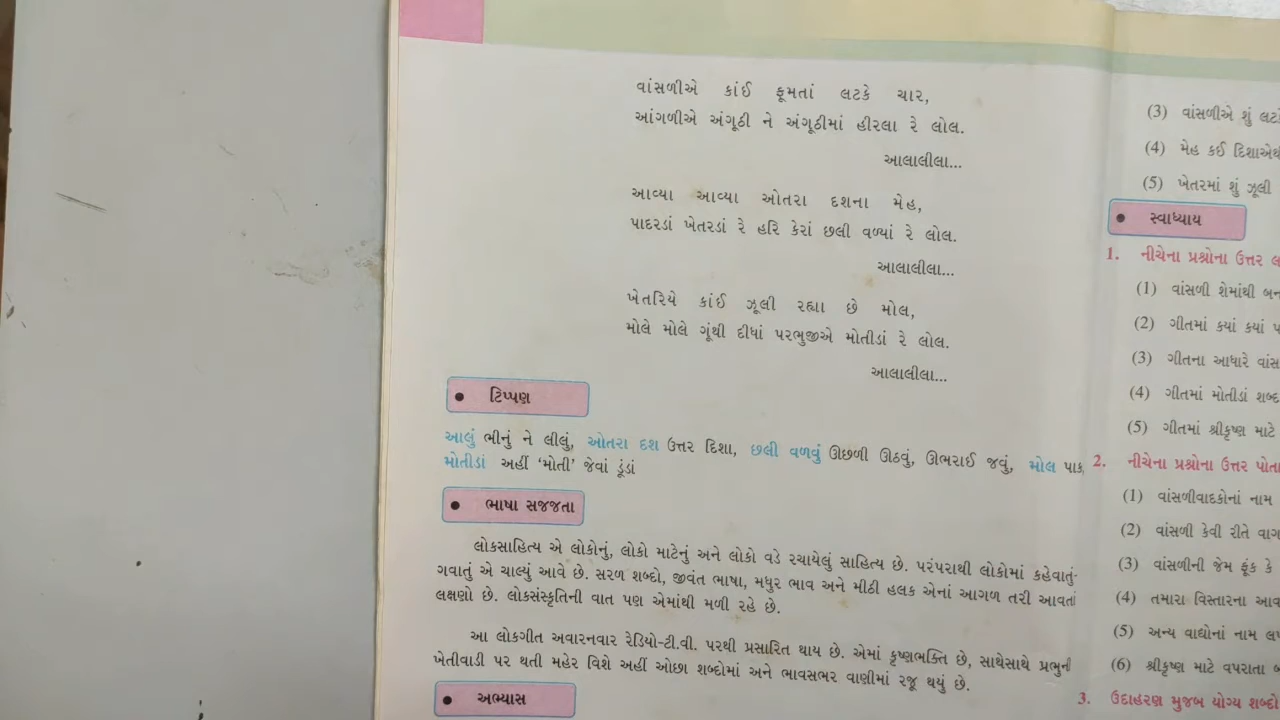 વાંસળીએ કાંઈ ફૂમતાં લટકે ચાર,
આંગળીએ અંગૂઠી ને અંગૂઠીમાં હીરલા રે લોલ.
આલાલીલા...
આવ્યા આવ્યા ઓતરા દશના મેહ,
પાદરડાં ખેતરડાં રે હરિ કેરાં છલી વળ્યાં રે લોલ.
આલાલીલા...
ખેતરિયે કાંઈ ઝૂલી રહ્યા છે મોલ,
મોલે મોલે ગૂંથી દીધાં પરભુજીએ મોતીડાં રે લોલ.
આલાલીલા...
• ટિપ્પણ
આલું ભીનું ને લીલું, ઓતરા દશ ઉત્તર દિશા, છલી વળવું ઊછળી ઊઠવું, ઊભરાઈ જવું, મોલ પાક
મોતીડાં અહીં ‘મોતી’ જેવાં ડૂંડાં
• ભાષા સજજતા
લોકસાહિત્ય એ લોકોનું, લોકો માટેનું અને લોકો વડે રચાયેલું સાહિત્ય છે. પરંપરાથી લોકોમાં કહેવાતું-
ગવાતું એ ચાલ્યું આવે છે. સરળ શબ્દો, જીવંત ભાષા, મધુર ભાવ અને મીઠી હલક એનાં આગળ તરી આવતાં
લક્ષણો છે. લોકસંસ્કૃતિની વાત પણ એમાંથી મળી રહે છે.
આ લોકગીત અવારનવાર રેડિયો-ટી.વી. પરથી પ્રસારિત થાય છે. એમાં કૃષ્ણભક્તિ છે, સાથેસાથે પ્રભુની
ખેતીવાડી પર થતી મહેર વિશે અહીં ઓછા શબ્દોમાં અને ભાવસભર વાણીમાં રજૂ થયું છે.
• અભ્યાસ
(3) વાંસળીએ શું
(4) મેહ કઈ દિશાએથી
(5) ખેતરમાં શું ઝૂલી
• સ્વાધ્યાય
1. નીચેના પ્રશ્નોના ઉત્તર
(1) વાંસળી શેમાંથી
(2) ગીતમાં કયાં કયાં
(3) ગીતના આધારે
(4) ગીતમાં મોતીડાં
(5) ગીતમાં શ્રીકૃષ્ણ માટે
2. નીચેના પ્રશ્નોના ઉત્તર
(1) વાંસળીવાદકોનાં નામ
(2) વાંસળી કેવી રીતે
(3) વાંસળીની જેમ ફૂંક કે
(4) તમારા વિસ્તારના
(5) અન્ય વાદ્યોનાં નામ
(6) શ્રીકૃષ્ણ માટે વપરાતા
3. ઉદાહરણ મુજબ યોગ્ય શબ્દો